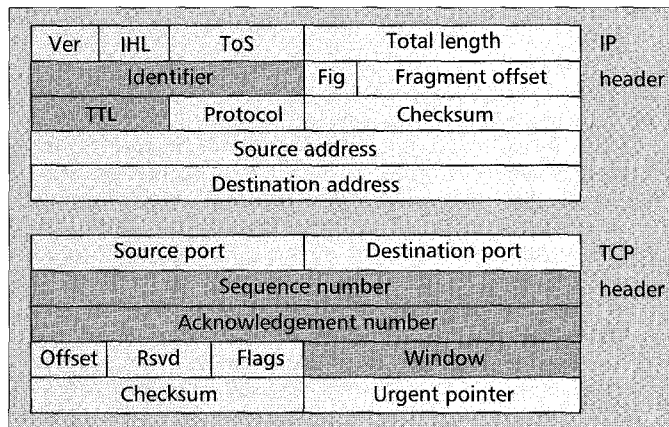 Ver IHL ToS Total length IP
Identifier Fig Fragment offset header
TTL Protocol Checksum
Source address
Destination address
Source port Destination port TCP
Sequence number header
Acknowledgement number
Offset Rsvd Flags Window
Checksum Urgent pointer